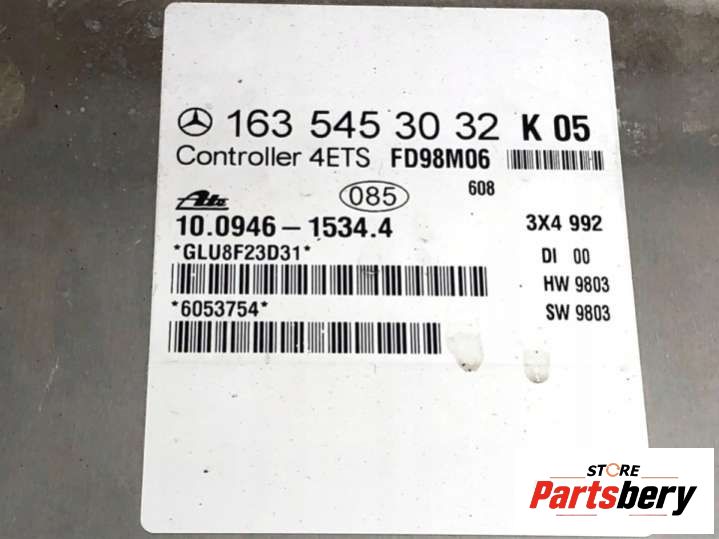 163 545 30 32 K 05
Controller 4ETS FD98M06
Ate 085 608
10.0946-1534.4 3X4 992
*GLU8F23D31* DI 00
HW 9803
*6053754* SW 9803
STORE
Partsbery